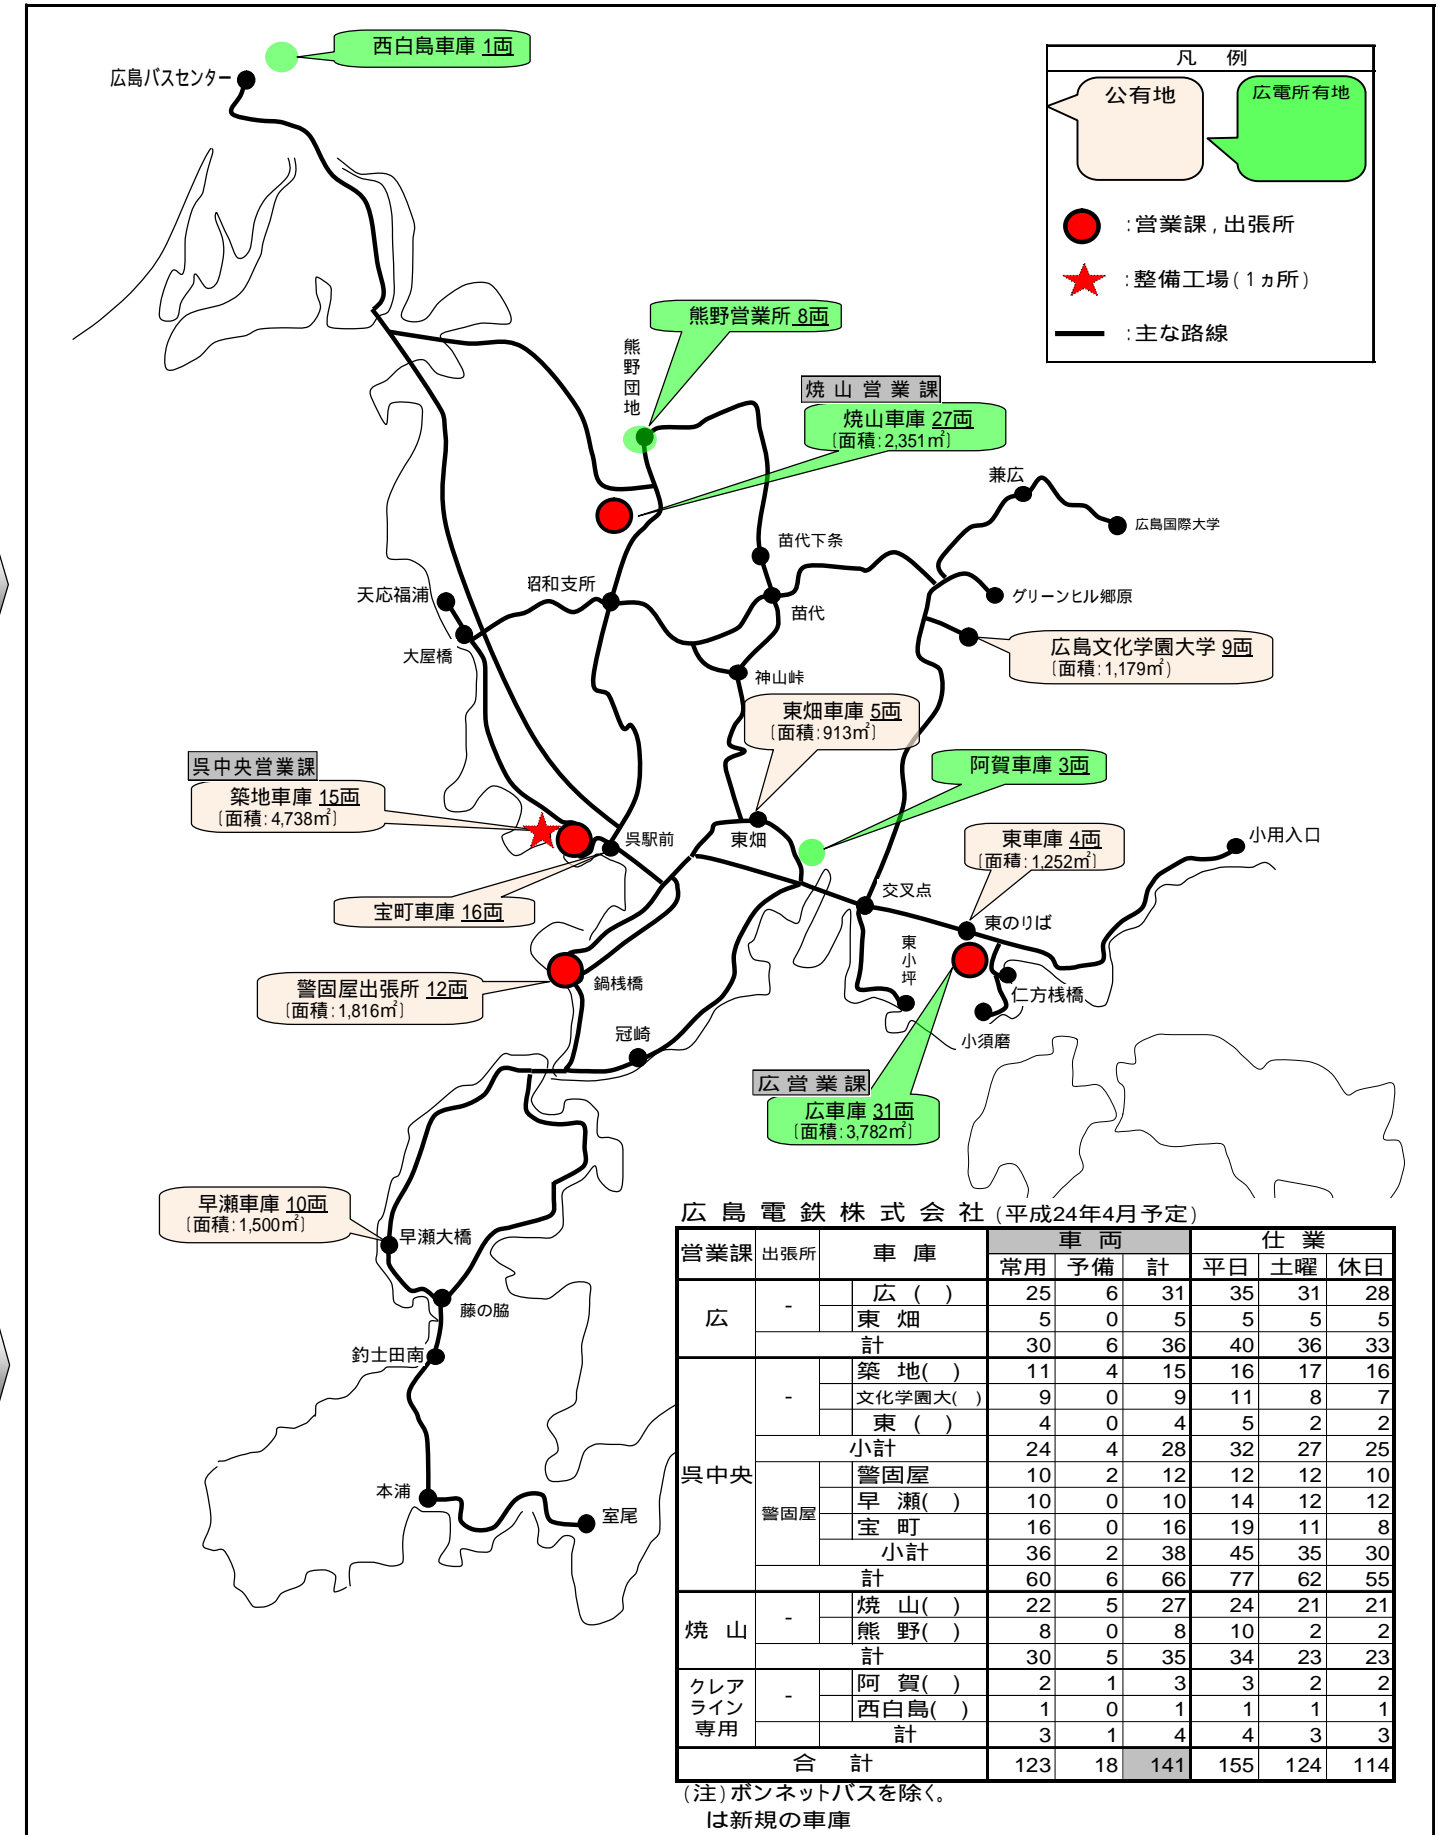 西白島車庫 1両
広島バスセンター
凡　例
公有地
広電所有地
:営業課,出張所
:整備工場(1ヵ所)
:主な路線
熊野営業所 8両
熊野団地
焼山営業課
焼山車庫 27両
〔面積:2,351㎡〕
兼広
広島国際大学
苗代下条
昭和支所
天応福浦
苗代
グリーンヒル郷原
大屋橋
広島文化学園大学 9両
〔面積:1,179㎡〕
神山峠
東畑車庫 5両
〔面積:913㎡〕
呉中央営業課
築地車庫 15両
〔面積:4,738㎡〕
阿賀車庫 3両
呉駅前
東畑
東車庫 4両
〔面積:1,252㎡〕
小用入口
宝町車庫 16両
交叉点
東のりば
東小坪
警固屋出張所 12両
〔面積:1,816㎡〕
鍋桟橋
仁方桟橋
冠崎
小須磨
広営業課
広車庫 31両
〔面積:3,782㎡〕
早瀬車庫 10両
〔面積:1,500㎡〕
早瀬大橋
藤の脇
釣士田南
本浦
室尾
広島電鉄株式会社(平成24年4月予定)
営業課 出張所 車庫 車両 仕業
常用 予備 計 平日 土曜 休日
広 - 広( ) 25 6 31 35 31 28
東畑 5 0 5 5 5 5
計 30 6 36 40 36 33
呉中央 - 築地( ) 11 4 15 16 17 16
文化学園大( ) 9 0 9 11 8 7
東( ) 4 0 4 5 2 2
小計 24 4 28 32 27 25
警固屋 警固屋 10 2 12 12 12 10
早瀬( ) 10 0 10 14 12 12
宝町 16 0 16 19 11 8
小計 36 2 38 45 35 30
計 60 6 66 77 62 55
焼山 - 焼山( ) 22 5 27 24 21 21
熊野( ) 8 0 8 10 2 2
計 30 5 35 34 23 23
クレアライン専用 - 阿賀( ) 2 1 3 3 2 2
西白島( ) 1 0 1 1 1 1
計 3 1 4 4 3 3
合計 123 18 141 155 124 114
(注)ボンネットバスを除く。
は新規の車庫